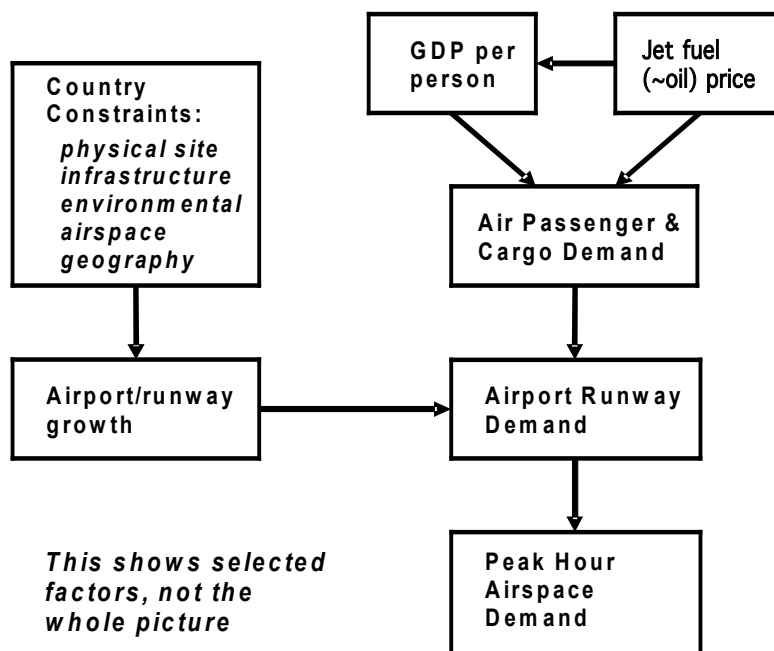 GDP per
person
Jet fuel
(~oil) price
Country
Constraints:
physical site
infrastructure
environmental
airspace
geography
Air Passenger &
Cargo Demand
Airport/runway
growth
Airport Runway
Demand
This shows selected
factors, not the
whole picture
Peak Hour
Airspace
Demand